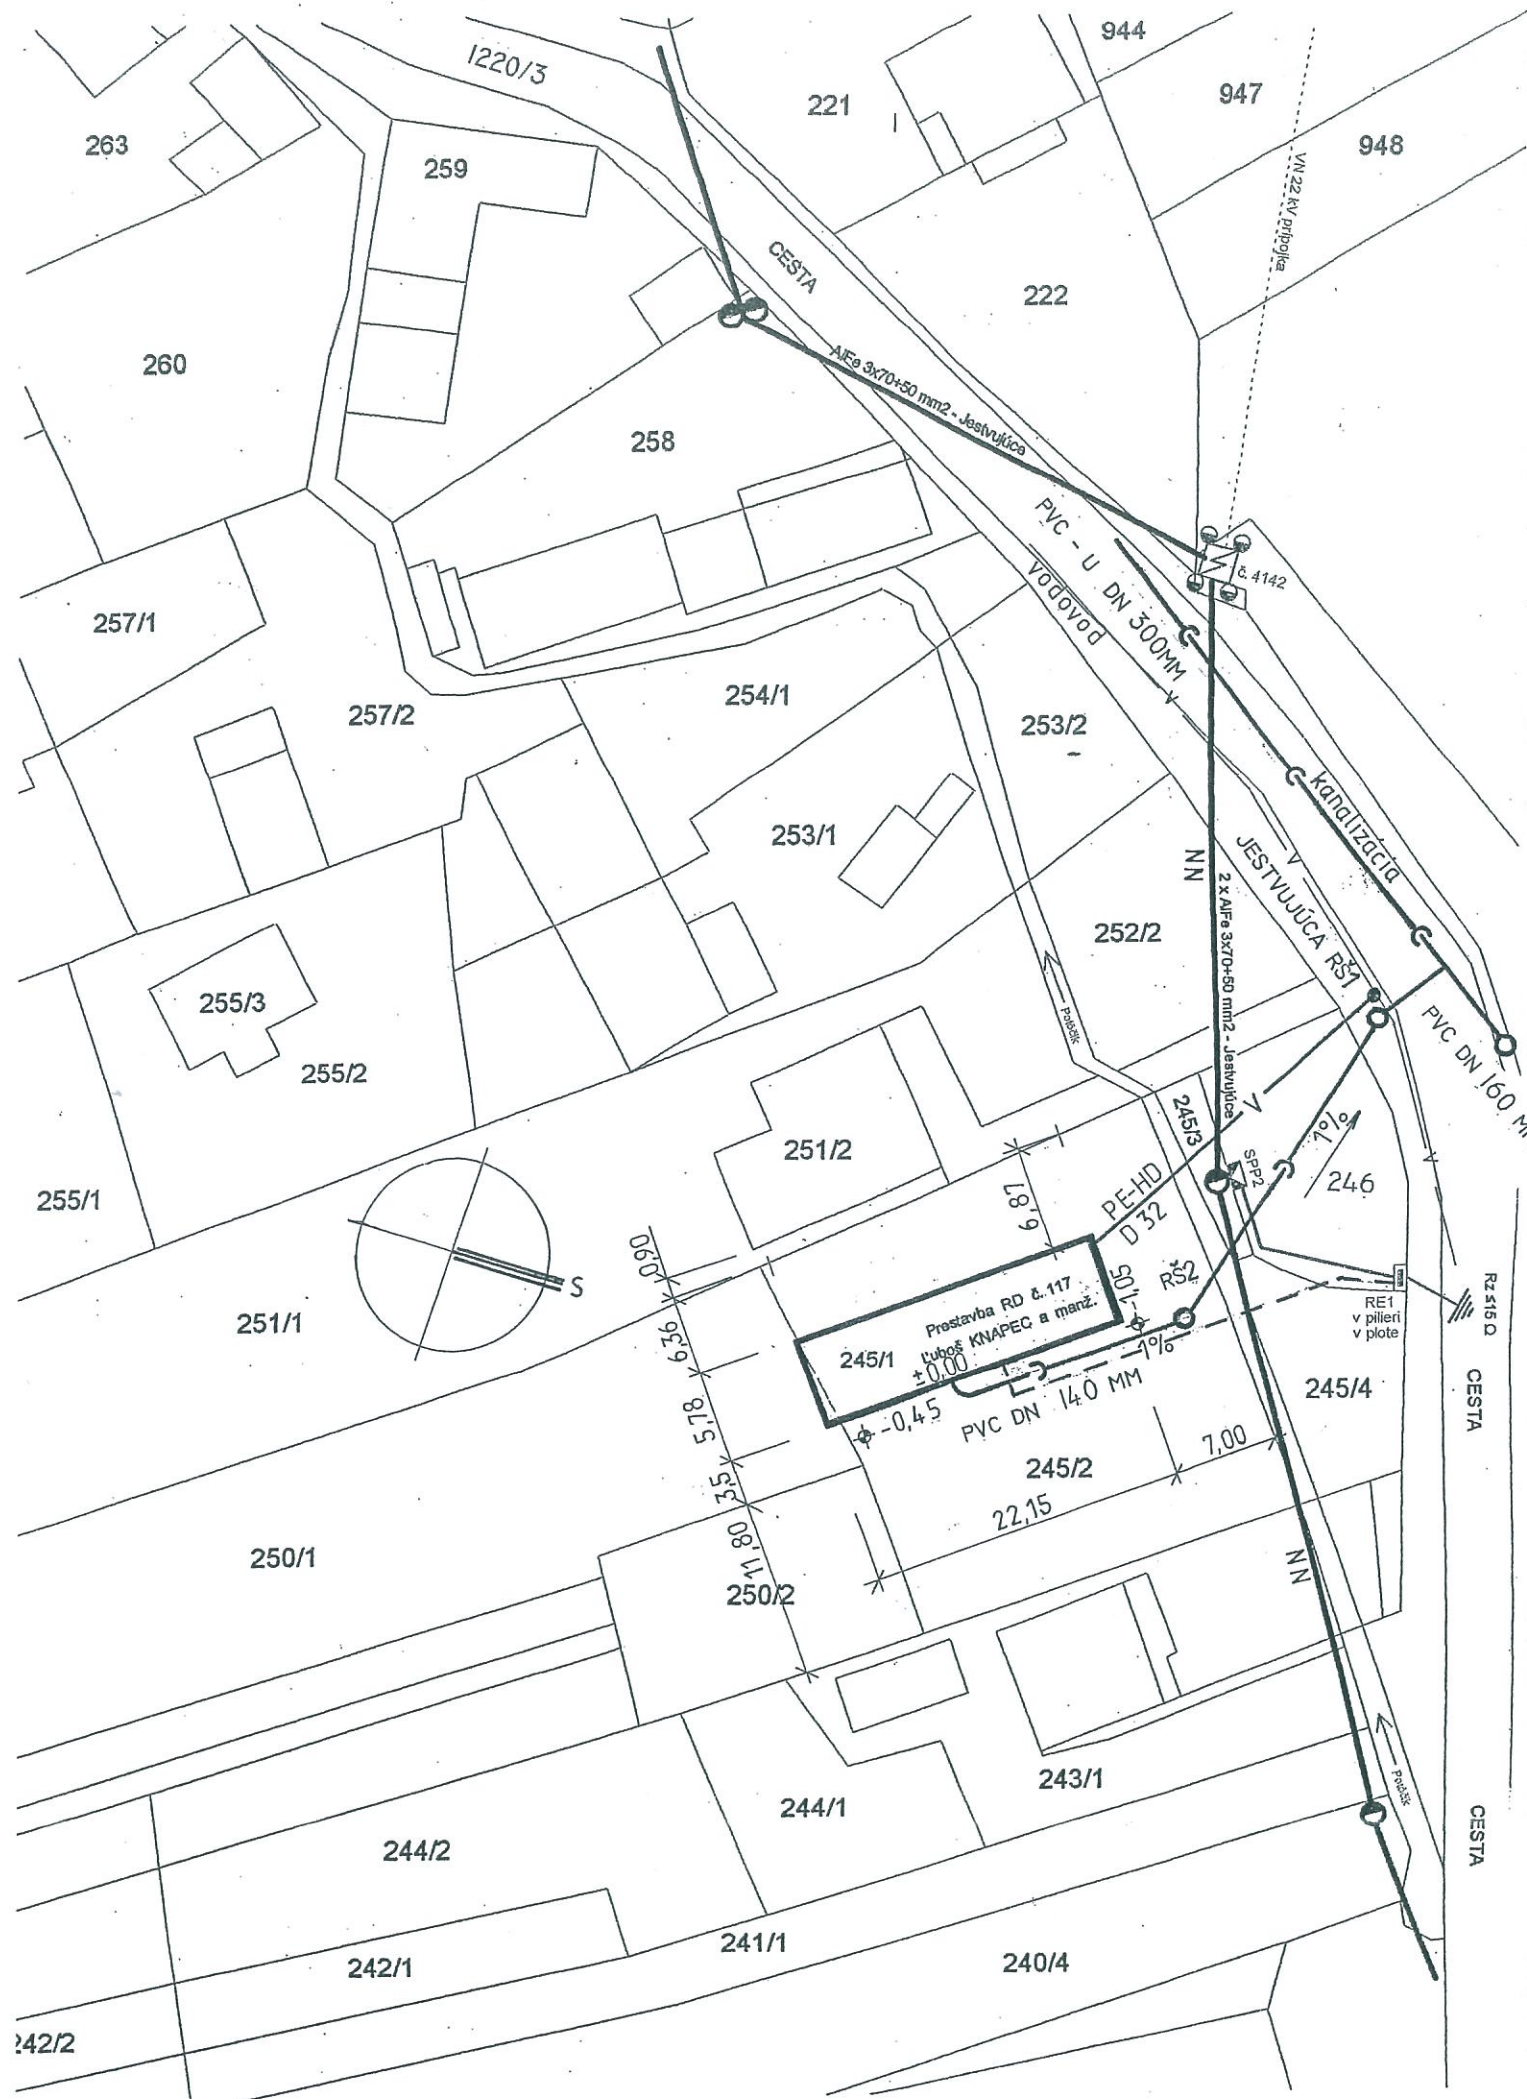 944
1220/3
947
221
263
948
259
VN 22 kV prípojka
CESTA
222
260
AlFe 3x70+50 mm2 - Jestvujúce
258
PVC - U DN 300MM
č. 4142
vodovod
257/1
254/1
257/2
253/2
V
kanalizácia
253/1
NN
JESTVUJÚCA RŠ1
V
2 x AlFe 3x70+50 mm2 - Jestvujúce
252/2
255/3
Potôčik
PVC DN 160 M
255/2
V
245/3
1%
251/2
V
SPP2
246
255/1
6,87
PE-HD
D 32
0,90
S
RŠ2
-1,05
Rz ≤15 Ω
RE1
v pilieri
v plote
251/1
Prestavba RD č. 117
Ľuboš KNAPEC a manž.
6,36
245/1
±0,00
1%
245/4
CESTA
-0,45
PVC DN 140 MM
5,78
7,00
245/2
3,5
22,15
250/1
11,80
250/2
NN
243/1
Potôčik
244/1
CESTA
244/2
241/1
240/4
242/1
242/2